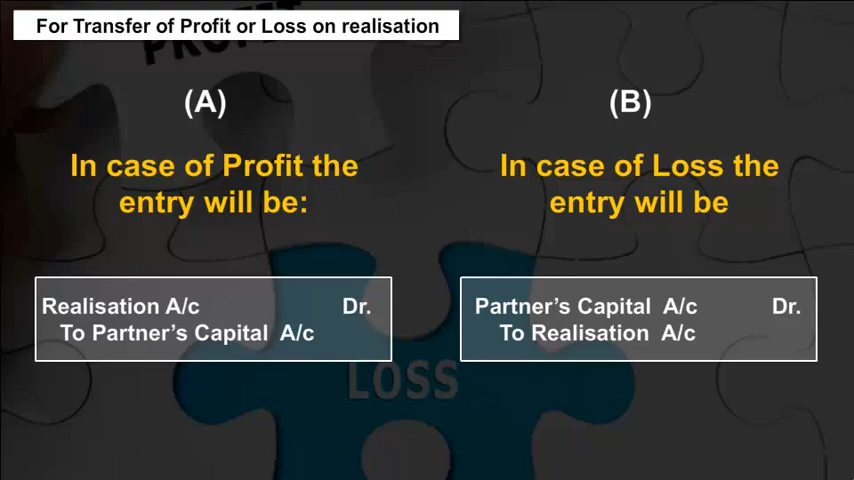 For Transfer of Profit or Loss on realisation
PROFIT
(A)
In case of Profit the
entry will be:
Realisation A/c Dr.
To Partner’s Capital A/c
(B)
In case of Loss the
entry will be
Partner’s Capital A/c Dr.
To Realisation A/c
LOSS